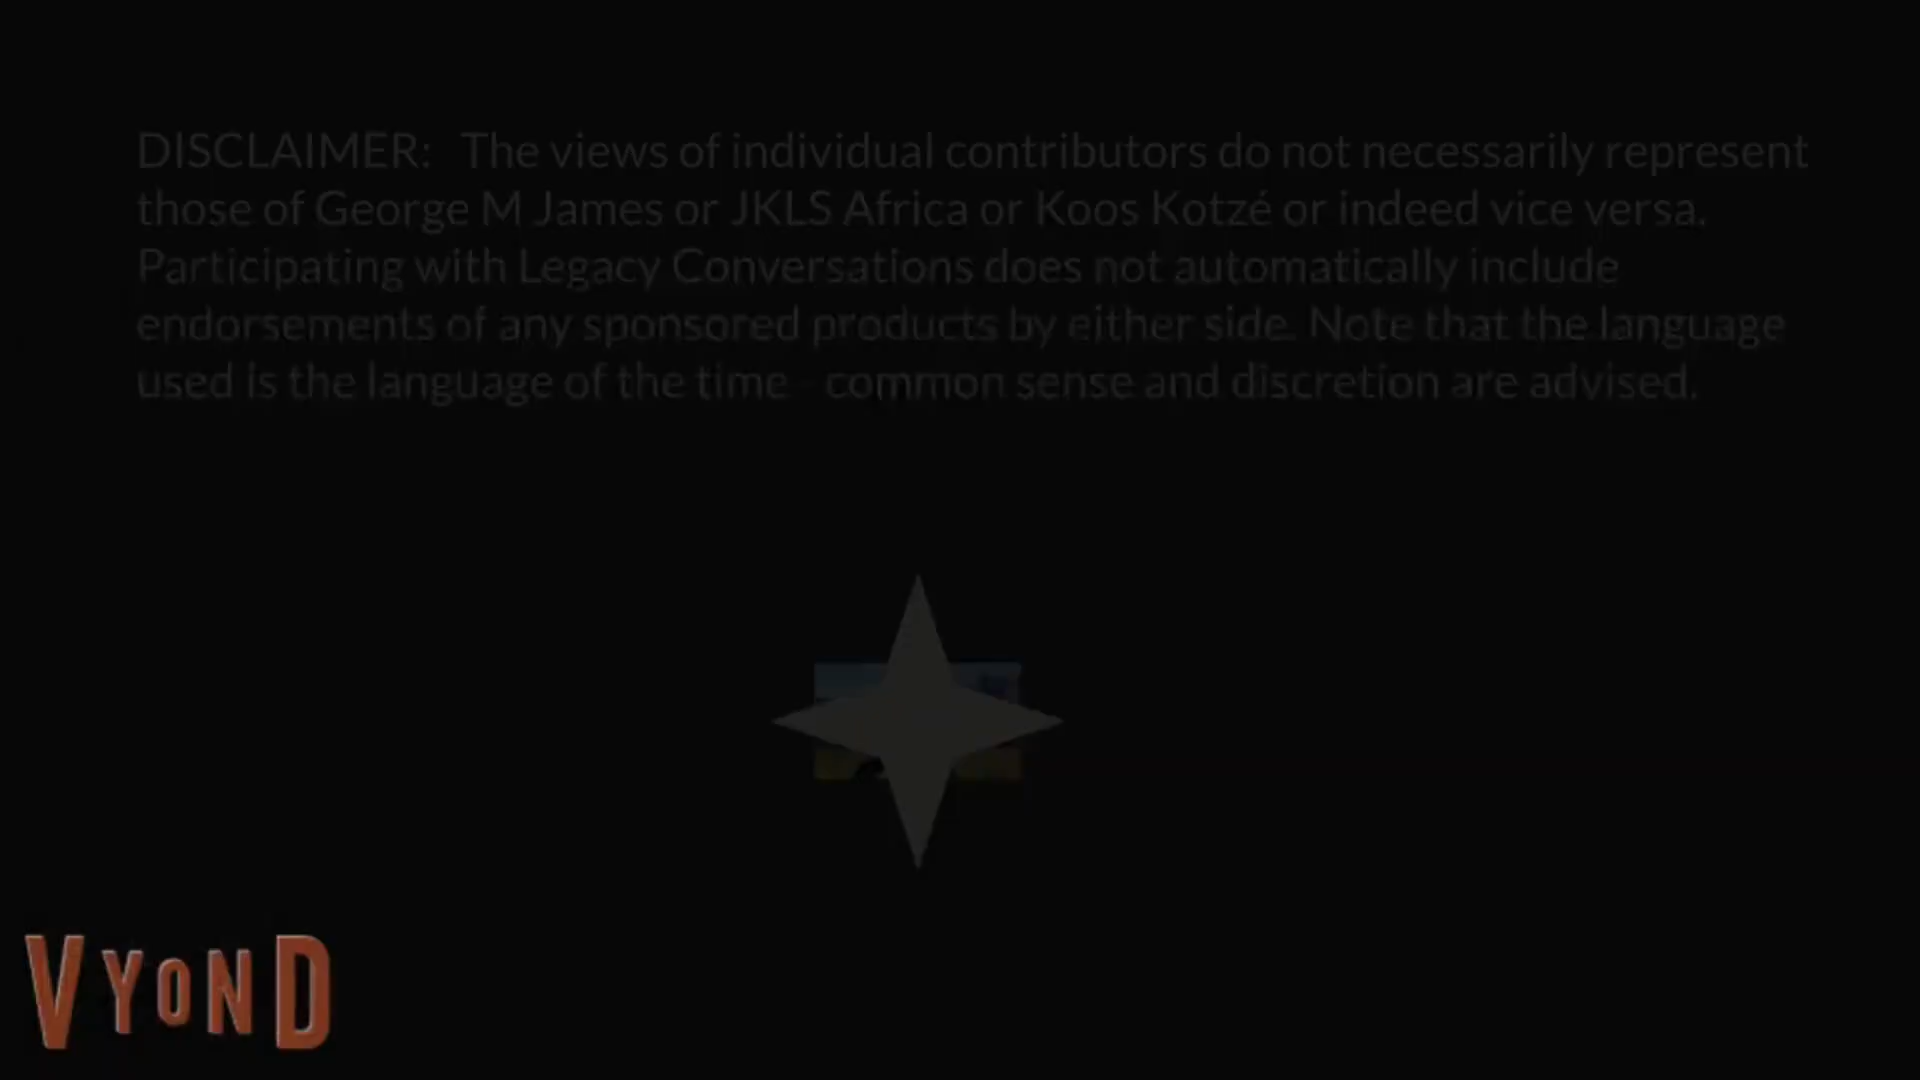 DISCLAIMER: The views of individual contributors do not necessarily represent
those of George M James or JKLS Africa or Koos Kotzé or indeed vice versa.
Participating with Legacy Conversations does not automatically include
endorsements of any sponsored products by either side. Note that the language
used is the language of the time - common sense and discretion are advised.
VYOND